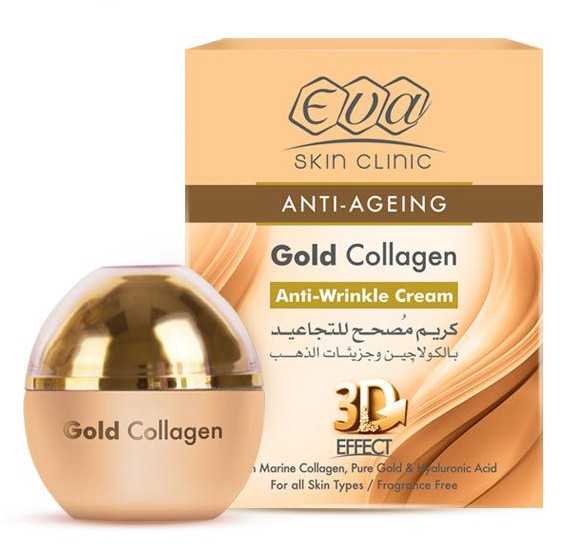 Eva
SKIN CLINIC
ANTI-AGEING
Gold Collagen
Anti-Wrinkle Cream
كريم مُصحح للتجاعيد
بالكولاچين وجزيئات الذهب
3D
EFFECT
Marine Collagen, Pure Gold & Hyaluronic Acid
For all Skin Types / Fragrance Free
Gold Collagen